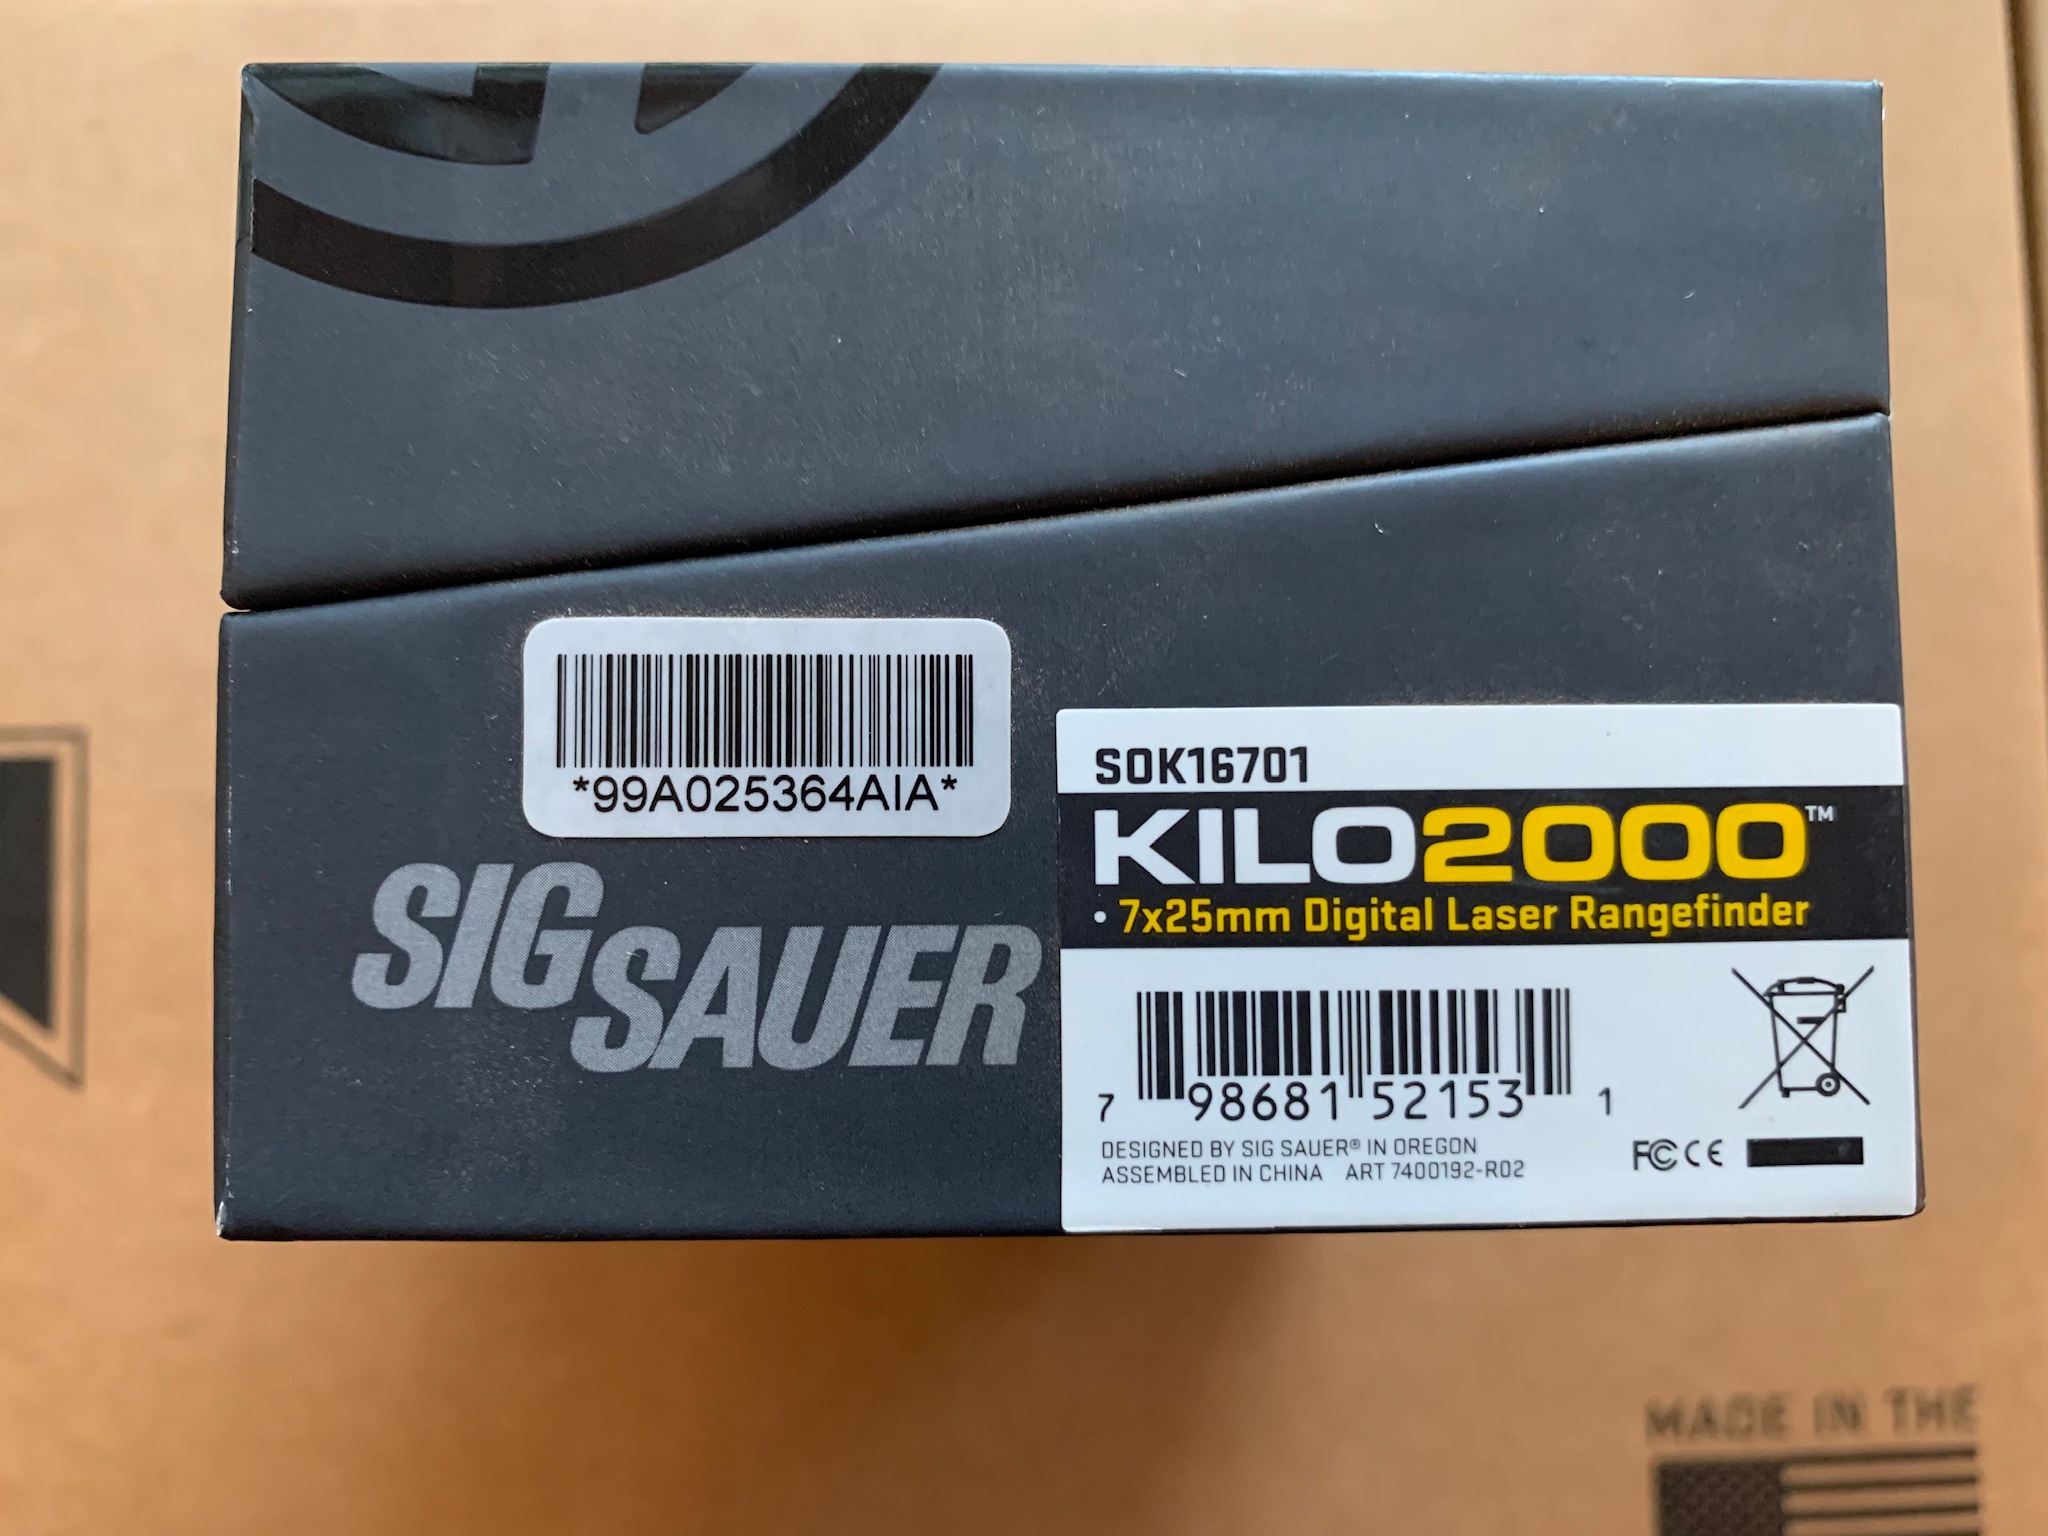 *99A025364AIA*
SIG SAUER
SOK16701
KILO2000™
• 7x25mm Digital Laser Rangefinder
7 98681 52153 1
DESIGNED BY SIG SAUER® IN OREGON
ASSEMBLED IN CHINA ART 7400192-R02
FC CE
MADE IN THE